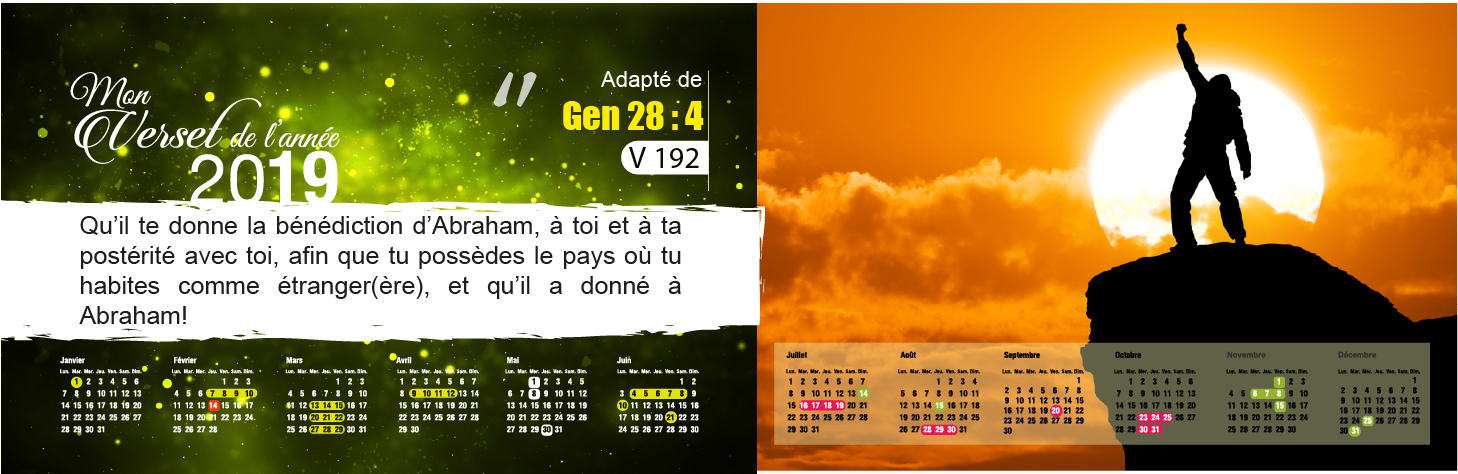 Mon
Verset de l'année
2019
"
Adapté de
Gen 28 : 4
V 192
Qu'il te donne la bénédiction d'Abraham, à toi et à ta
postérité avec toi, afin que tu possèdes le pays où tu
habites comme étranger(ère), et qu'il a donné à
Abraham!
Janvier
Lun. Mar. Mer. Jeu. Ven. Sam. Dim.
1 2 3 4 5 6
7 8 9 10 11 12 13
14 15 16 17 18 19 20
21 22 23 24 25 26 27
28 29 30 31
Février
Lun. Mar. Mer. Jeu. Ven. Sam. Dim.
1 2 3
4 5 6 7 8 9 10
11 12 13 14 15 16 17
18 19 20 21 22 23 24
25 26 27 28
Mars
Lun. Mar. Mer. Jeu. Ven. Sam. Dim.
1 2 3
4 5 6 7 8 9 10
11 12 13 14 15 16 17
18 19 20 21 22 23 24
25 26 27 28 29 30 31
Avril
Lun. Mar. Mer. Jeu. Ven. Sam. Dim.
1 2 3 4 5 6 7
8 9 10 11 12 13 14
15 16 17 18 19 20 21
22 23 24 25 26 27 28
29 30
Mai
Lun. Mar. Mer. Jeu. Ven. Sam. Dim.
1 2 3 4 5
6 7 8 9 10 11 12
13 14 15 16 17 18 19
20 21 22 23 24 25 26
27 28 29 30 31
Juin
Lun. Mar. Mer. Jeu. Ven. Sam. Dim.
1 2
3 4 5 6 7 8 9
10 11 12 13 14 15 16
17 18 19 20 21 22 23
24 25 26 27 28 29 30
Juillet
Lun. Mar. Mer. Jeu. Ven. Sam. Dim.
1 2 3 4 5 6 7
8 9 10 11 12 13 14
15 16 17 18 19 20 21
22 23 24 25 26 27 28
29 30 31
Août
Lun. Mar. Mer. Jeu. Ven. Sam. Dim.
1 2 3 4
5 6 7 8 9 10 11
12 13 14 15 16 17 18
19 20 21 22 23 24 25
26 27 28 29 30 31
Septembre
Lun. Mar. Mer. Jeu. Ven. Sam. Dim.
1
2 3 4 5 6 7 8
9 10 11 12 13 14 15
16 17 18 19 20 21 22
23 24 25 26 27 28 29
30
Octobre
Lun. Mar. Mer. Jeu. Ven. Sam. Dim.
1 2 3 4 5 6
7 8 9 10 11 12 13
14 15 16 17 18 19 20
21 22 23 24 25 26 27
28 29 30 31
Novembre
Lun. Mar. Mer. Jeu. Ven. Sam. Dim.
1 2 3
4 5 6 7 8 9 10
11 12 13 14 15 16 17
18 19 20 21 22 23 24
25 26 27 28 29 30
Décembre
Lun. Mar. Mer. Jeu. Ven. Sam. Dim.
1
2 3 4 5 6 7 8
9 10 11 12 13 14 15
16 17 18 19 20 21 22
23 24 25 26 27 28 29
30 31